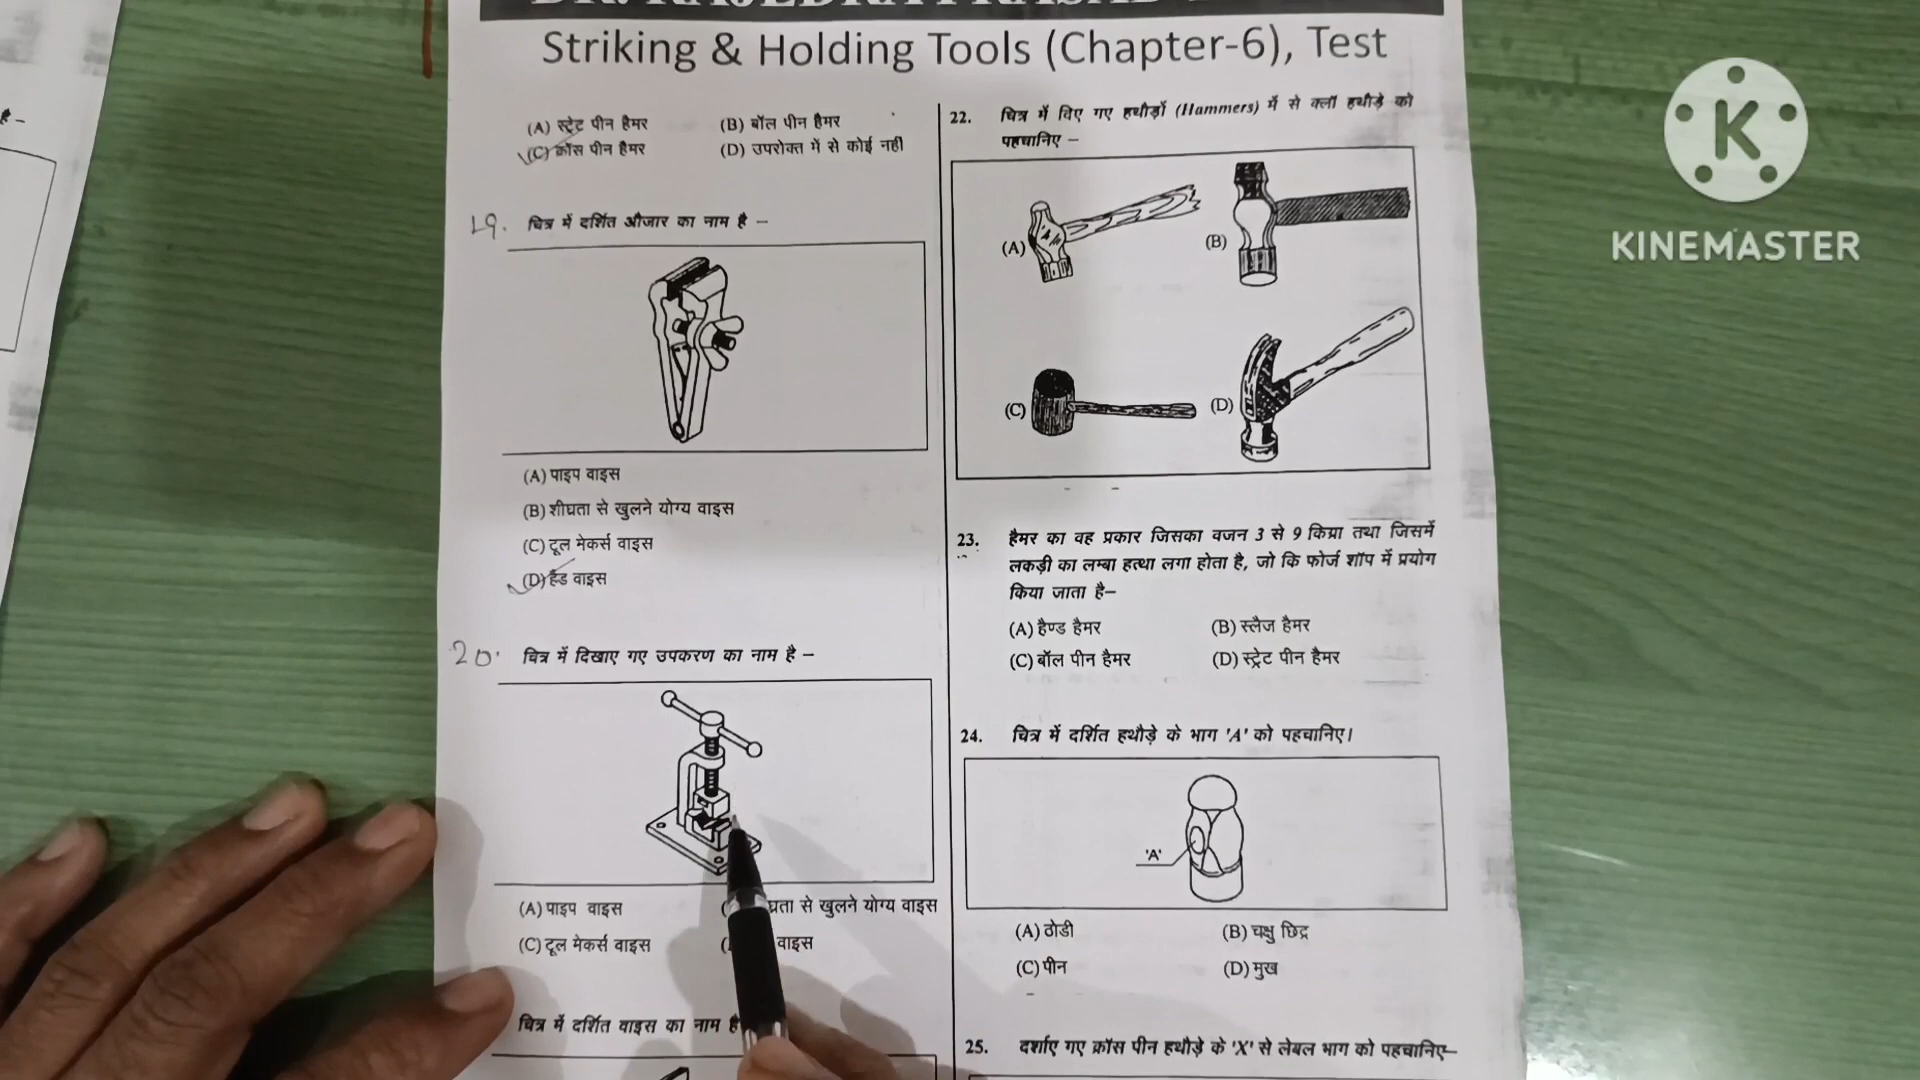 Striking & Holding Tools (Chapter-6), Test
(A) स्ट्रेट पीन हैमर (B) बॉल पीन हैमर
(C) क्रॉस पीन हैमर (D) उपरोक्त में से कोई नहीं
19. चित्र में दर्शित औजार का नाम है –
(A) पाइप वाइस
(B) शीघ्रता से खुलने योग्य वाइस
(C) टूल मेकर्स वाइस
(D) हैंड वाइस
20. चित्र में दिखाए गए उपकरण का नाम है –
(A) पाइप वाइस
से खुलने योग्य वाइस
(C) टूल मेकर्स वाइस
वाइस
चित्र में दर्शित वाइस का नाम
22. चित्र में दिए गए हथौड़ों (Hammers) में से क्लॉ हथौड़े को
पहचानिए –
(A)
(B)
(C)
(D)
23. हैमर का वह प्रकार जिसका वजन 3 से 9 किग्रा तथा जिसमें
लकड़ी का लम्बा हत्था लगा होता है, जो कि फोर्ज शॉप में प्रयोग
किया जाता है–
(A) हैण्ड हैमर (B) स्लैज हैमर
(C) बॉल पीन हैमर (D) स्ट्रेट पीन हैमर
24. चित्र में दर्शित हथौड़े के भाग 'A' को पहचानिए।
'A'
(A) ठोडी (B) चक्षु छिद्र
(C) पीन (D) मुख
25. दर्शाए गए क्रॉस पीन हथौड़े के 'X' से लेबल भाग को पहचानिए–
K
KINEMASTER